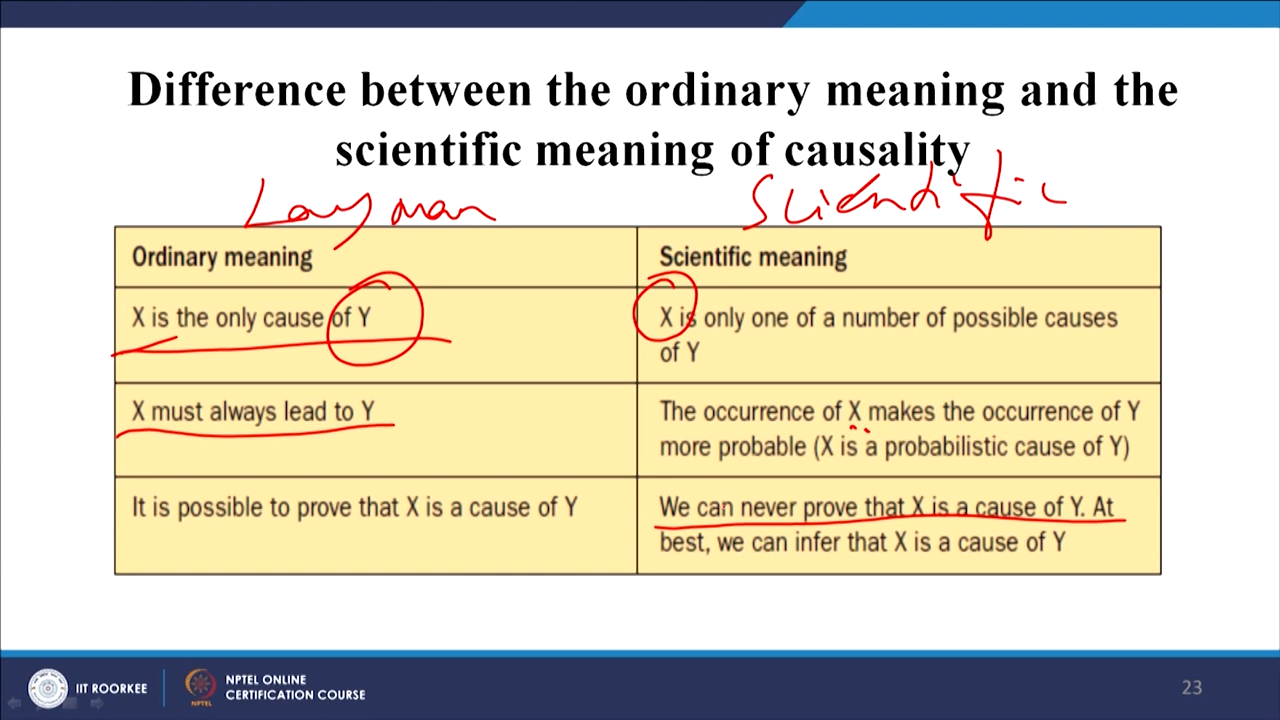 Difference between the ordinary meaning and the
scientific meaning of causality
Layman
Scientific
Ordinary meaning
Scientific meaning
X is the only cause of Y
X is only one of a number of possible causes
of Y
X must always lead to Y
The occurrence of X makes the occurrence of Y
more probable (X is a probabilistic cause of Y)
It is possible to prove that X is a cause of Y
We can never prove that X is a cause of Y. At
best, we can infer that X is a cause of Y
IIT ROORKEE
NPTEL
NPTEL ONLINE
CERTIFICATION COURSE
23